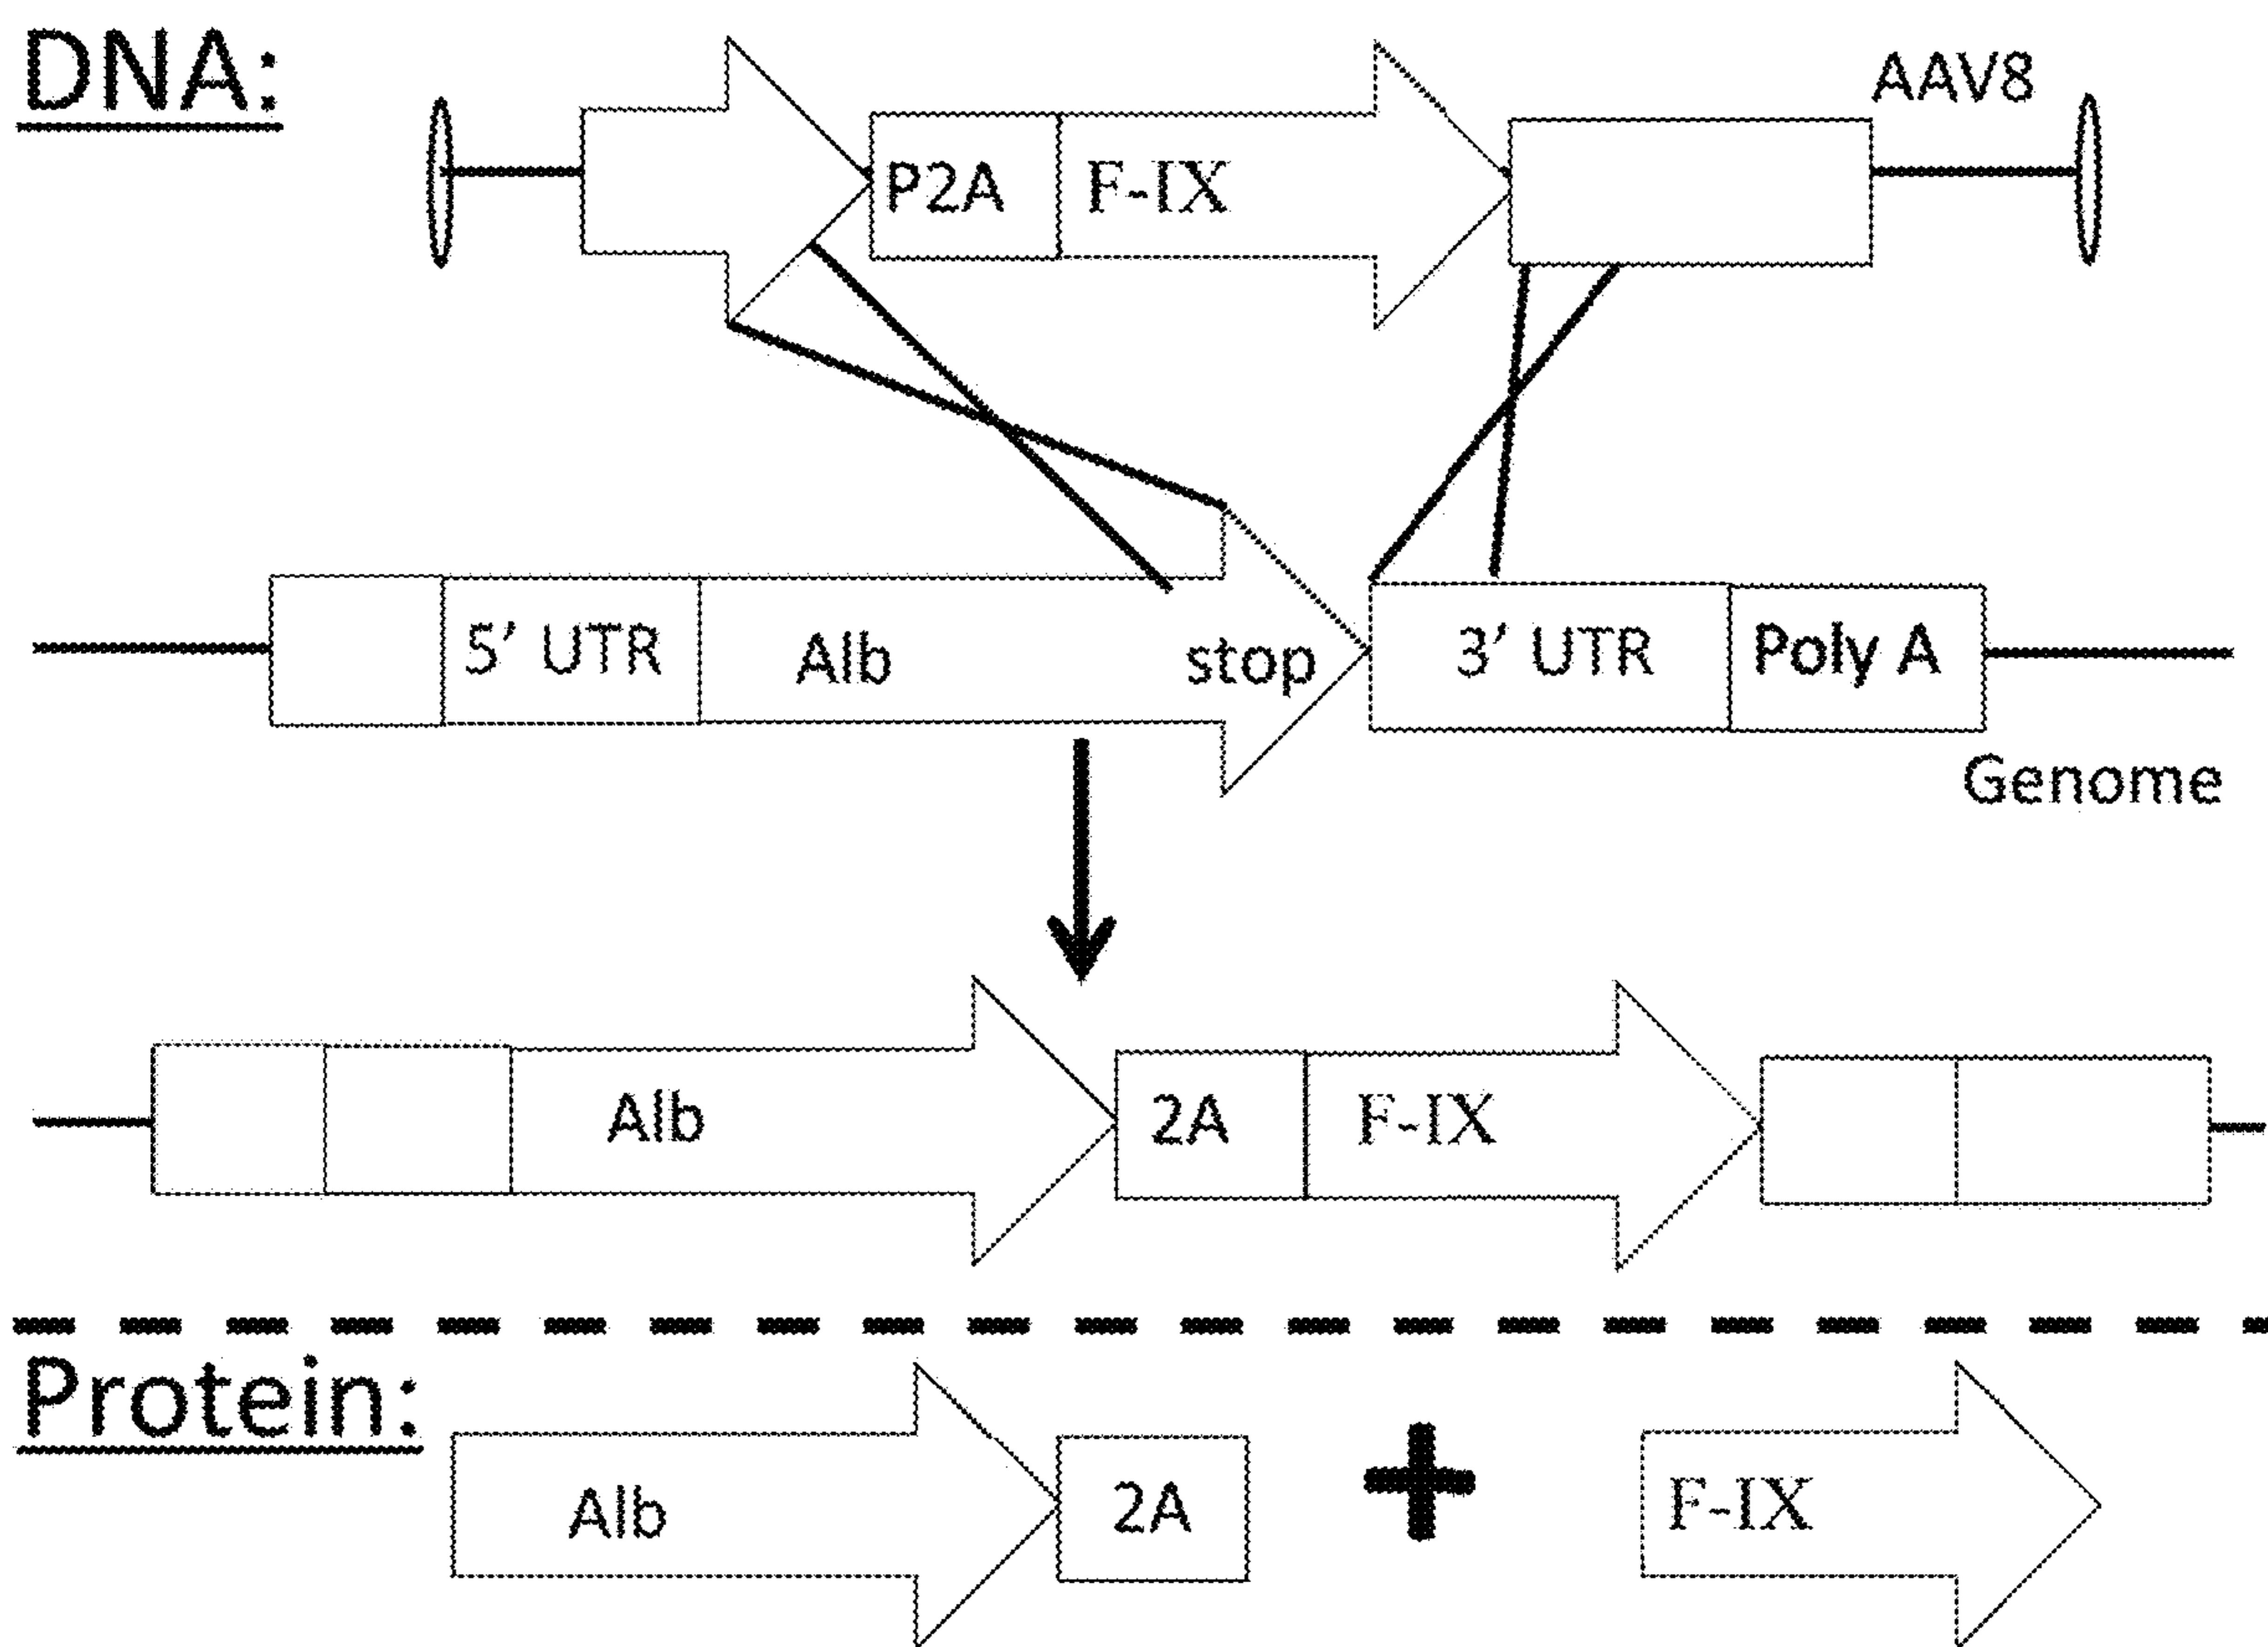 DNA:
AAV8
P2A F-IX
5’ UTR Alb stop 3’ UTR Poly A
Genome
Alb 2A F-IX
Protein:
Alb 2A + F-IX